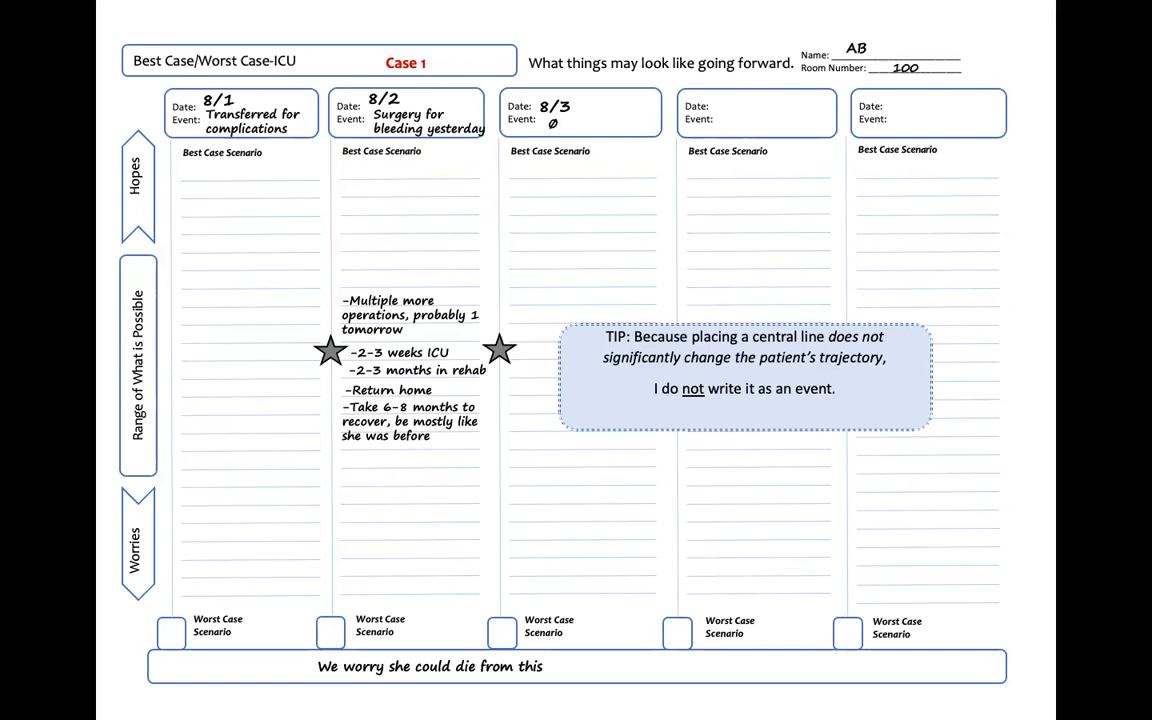 Best Case/Worst Case-ICU
Case 1
What things may look like going forward.
Name: AB
Room Number: 100
Date: 8/1
Event: Transferred for
complications
Date: 8/2
Event: Surgery for
bleeding yesterday
Date: 8/3
Event: Ø
Date:
Event:
Date:
Event:
Hopes
Range of What is Possible
Worries
Best Case Scenario
Best Case Scenario
Best Case Scenario
Best Case Scenario
Best Case Scenario
-Multiple more
operations, probably 1
tomorrow
-2-3 weeks ICU
-2-3 months in rehab
-Return home
-Take 6-8 months to
recover, be mostly like
she was before
TIP: Because placing a central line does not
significantly change the patient's trajectory,
I do not write it as an event.
Worst Case
Scenario
Worst Case
Scenario
Worst Case
Scenario
Worst Case
Scenario
Worst Case
Scenario
We worry she could die from this